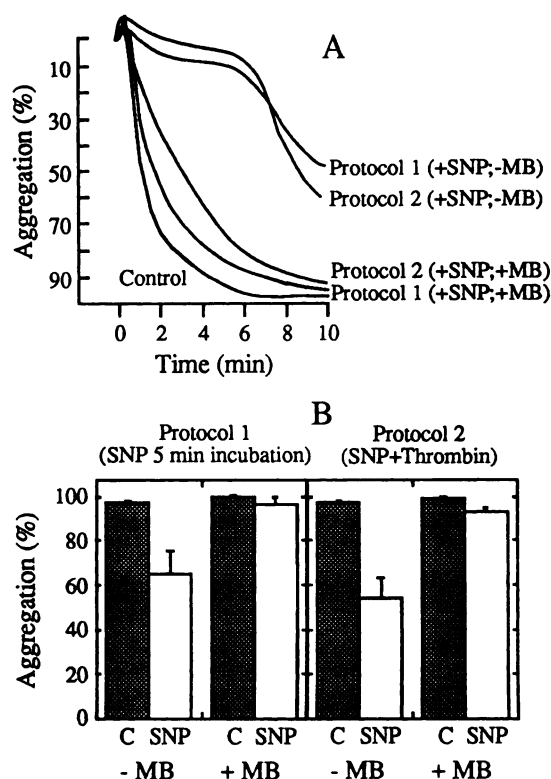 A
Aggregation (%)
10
30
50
70
90
Protocol 1 (+SNP;-MB)
Protocol 2 (+SNP;-MB)
Protocol 2 (+SNP;+MB)
Protocol 1 (+SNP;+MB)
Control
0 2 4 6 8 10
Time (min)
B
Protocol 1
(SNP 5 min incubation)
Protocol 2
(SNP+Thrombin)
Aggregation (%)
100
80
60
40
20
0
C SNP C SNP C SNP C SNP
- MB + MB - MB + MB